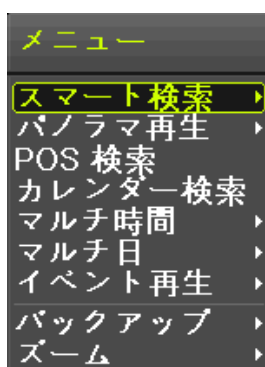 メニュー
スマート検索
パノラマ再生
POS 検索
カレンダー検索
マルチ時間
マルチ日
イベント再生
バックアップ
ズーム